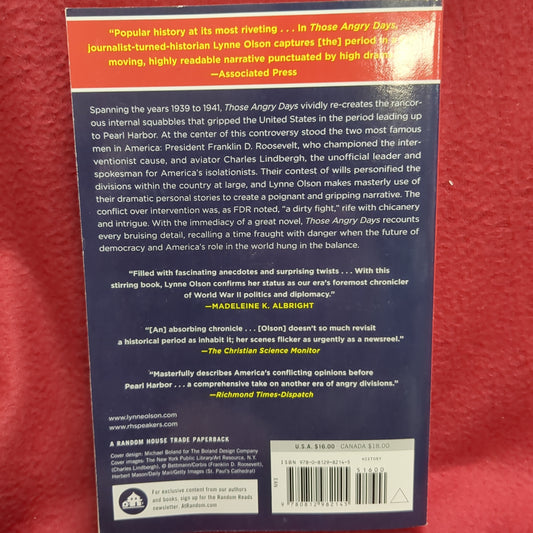 "Popular history at its most riveting . . . In Those Angry Days,
journalist-turned-historian Lynne Olson captures [the] period in a
moving, highly readable narrative punctuated by high drama."
—Associated Press
Spanning the years 1939 to 1941, Those Angry Days vividly re-creates the rancor-
ous internal squabbles that gripped the United States in the period leading up
to Pearl Harbor. At the center of this controversy stood the two most famous
men in America: President Franklin D. Roosevelt, who championed the inter-
ventionist cause, and aviator Charles Lindbergh, the unofficial leader and
spokesman for America's isolationists. Their contest of wills personified the
divisions within the country at large, and Lynne Olson makes masterly use of
their dramatic personal stories to create a poignant and gripping narrative. The
conflict over intervention was, as FDR noted, "a dirty fight," rife with chicanery
and intrigue. With the immediacy of a great novel, Those Angry Days recounts
every bruising detail, recalling a time fraught with danger when the future of
democracy and America's role in the world hung in the balance.
"Filled with fascinating anecdotes and surprising twists . . . With this
stirring book, Lynne Olson confirms her status as our era's foremost chronicler
of World War II politics and diplomacy."
—MADELEINE K. ALBRIGHT
"[An] absorbing chronicle . . . [Olson] doesn't so much revisit
a historical period as inhabit it; her scenes flicker as urgently as a newsreel."
—The Christian Science Monitor
"Masterfully describes America's conflicting opinions before
Pearl Harbor . . . a comprehensive take on another era of angry divisions."
—Richmond Times-Dispatch
www.lynneolson.com
www.rhspeakers.com
A RANDOM HOUSE TRADE PAPERBACK
Cover design: Michael Boland for The Boland Design Company
Cover images: The New York Public Library/Art Resource, N.Y.
(Charles Lindbergh), © Bettmann/Corbis (Franklin D. Roosevelt),
Herbert Mason/Daily Mail/Getty Images (St. Paul's Cathedral)
For exclusive content from our authors
and books, sign up for the Random Reads
newsletter. AtRandom.com
U.S.A. $16.00 CANADA $18.00
HISTORY
ISBN 978-0-8129-8214-5
51600
EAN
9 780812 982145